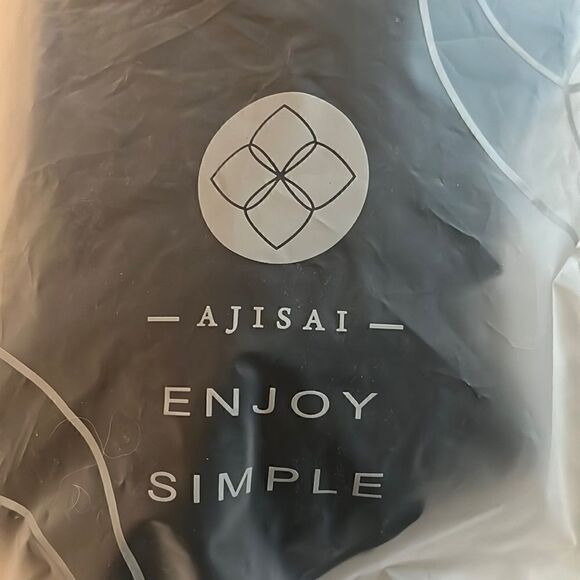 — AJISAI —
ENJOY
SIMPLE